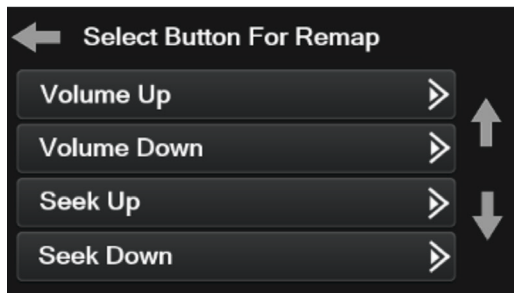 Select Button For Remap
Volume Up
Volume Down
Seek Up
Seek Down